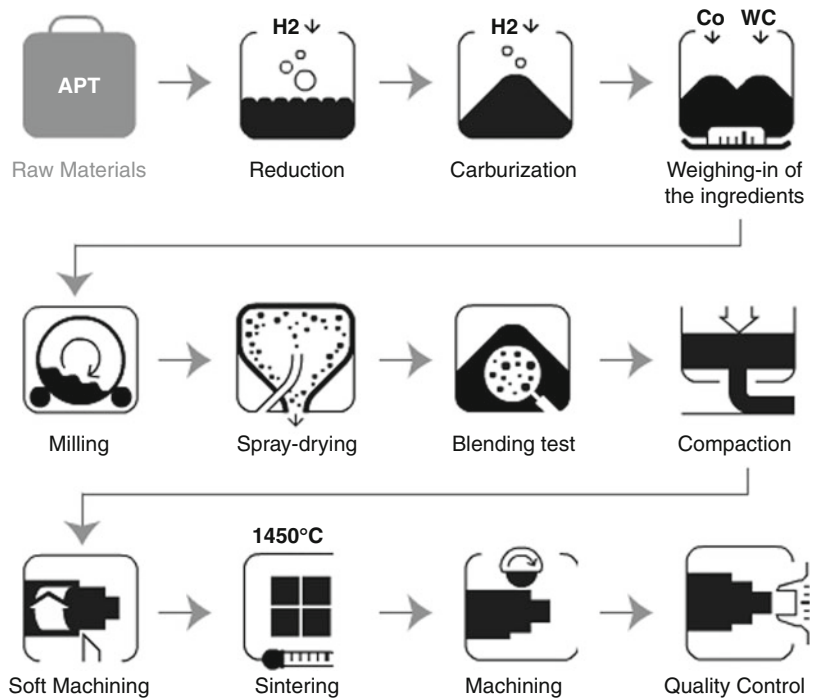 APT
H2
H2
Co WC
Raw Materials
Reduction
Carburization
Weighing-in of
the ingredients
Milling
Spray-drying
Blending test
Compaction
1450°C
Soft Machining
Sintering
Machining
Quality Control